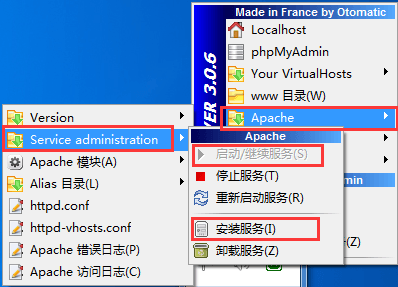 Made in France by Otomatic
VER 3.0.6
Localhost
phpMyAdmin
Your VirtualHosts
www 目录(W)
Apache
Version
Service administration
Apache 模块(A)
Alias 目录(L)
httpd.conf
httpd-vhosts.conf
Apache 错误日志(P)
Apache 访问日志(C)
Apache
启动/继续服务(S)
停止服务(T)
重新启动服务(R)
安装服务(I)
卸载服务(Z)